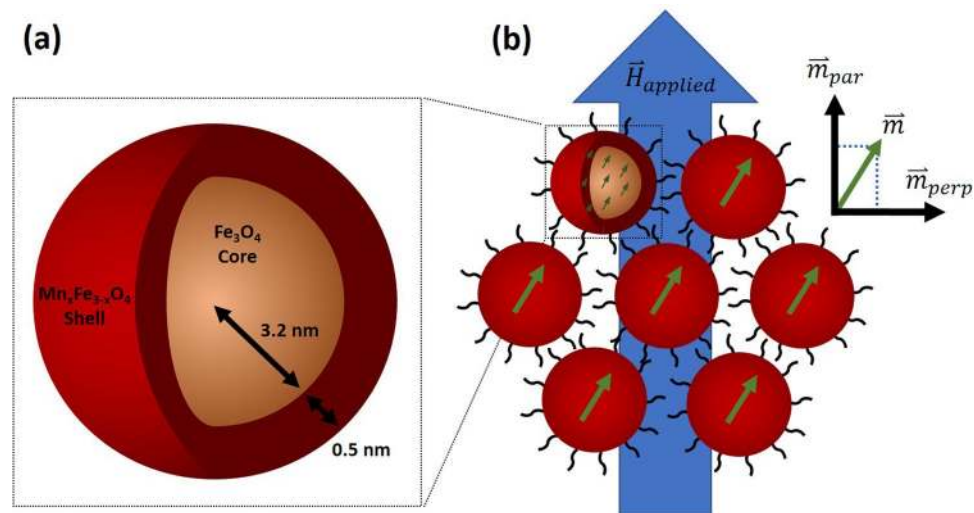 (a)
Fe₃O₄
Core
MnₓFe₃₋ₓO₄
Shell
3.2 nm
0.5 nm
(b)
H⃗applied
m⃗par
m⃗
m⃗perp